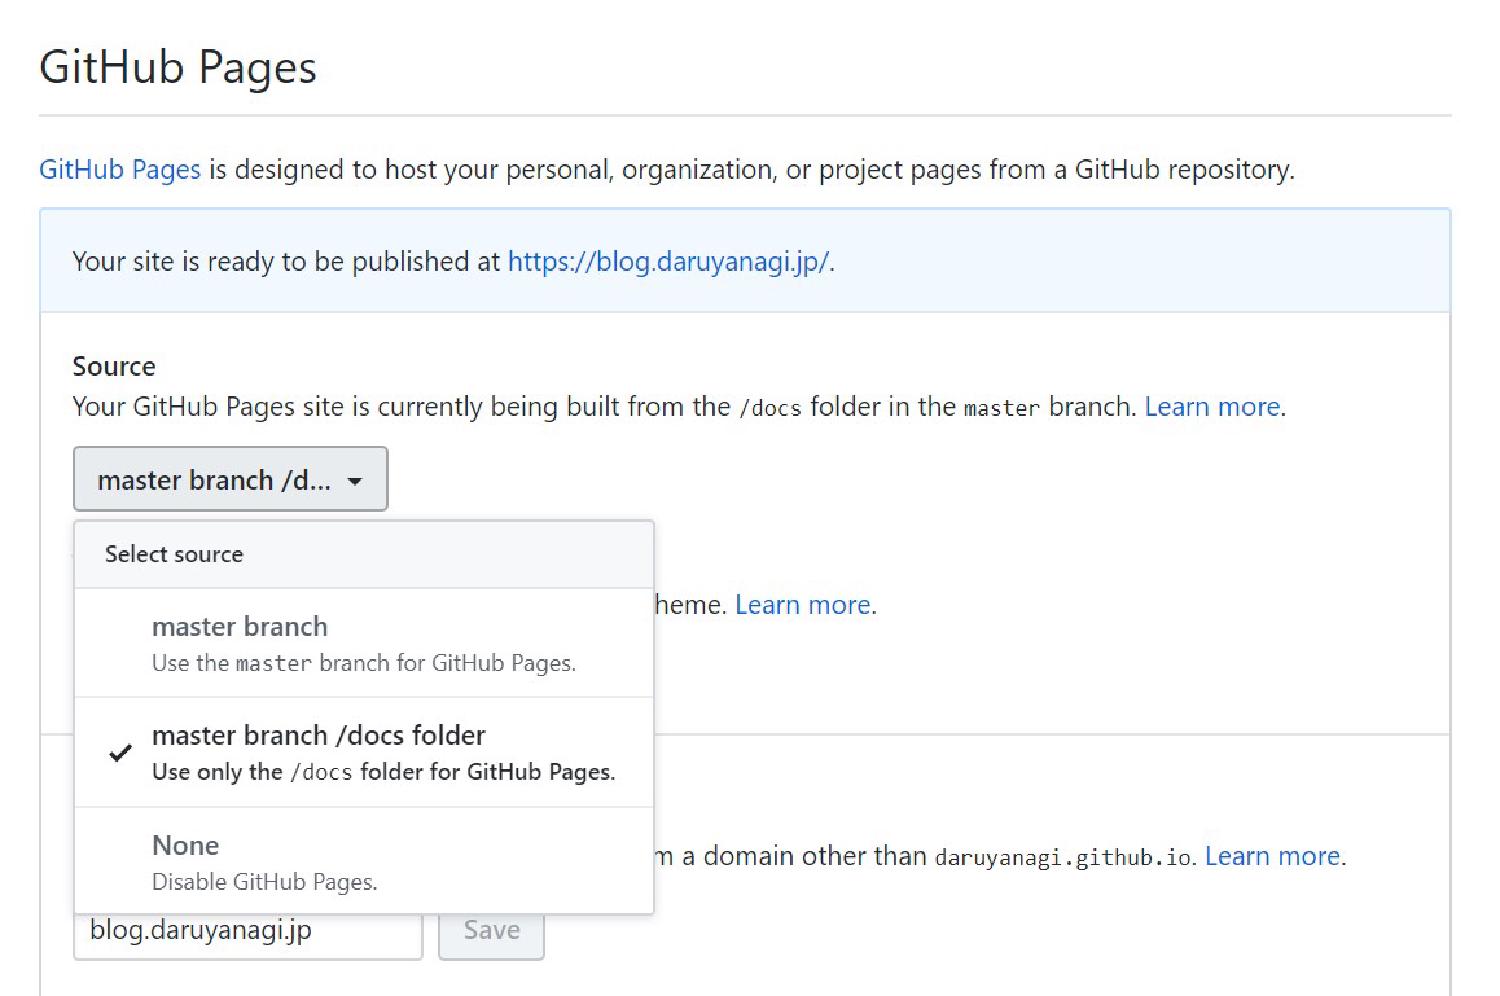 GitHub Pages
GitHub Pages is designed to host your personal, organization, or project pages from a GitHub repository.
Your site is ready to be published at https://blog.daruyanagi.jp/.
Source
Your GitHub Pages site is currently being built from the /docs folder in the master branch. Learn more.
master branch /d...
Select source
heme. Learn more.
master branch
Use the master branch for GitHub Pages.
master branch /docs folder
Use only the /docs folder for GitHub Pages.
None
m a domain other than daruyanagi.github.io. Learn more.
Disable GitHub Pages.
blog.daruyanagi.jp
Save